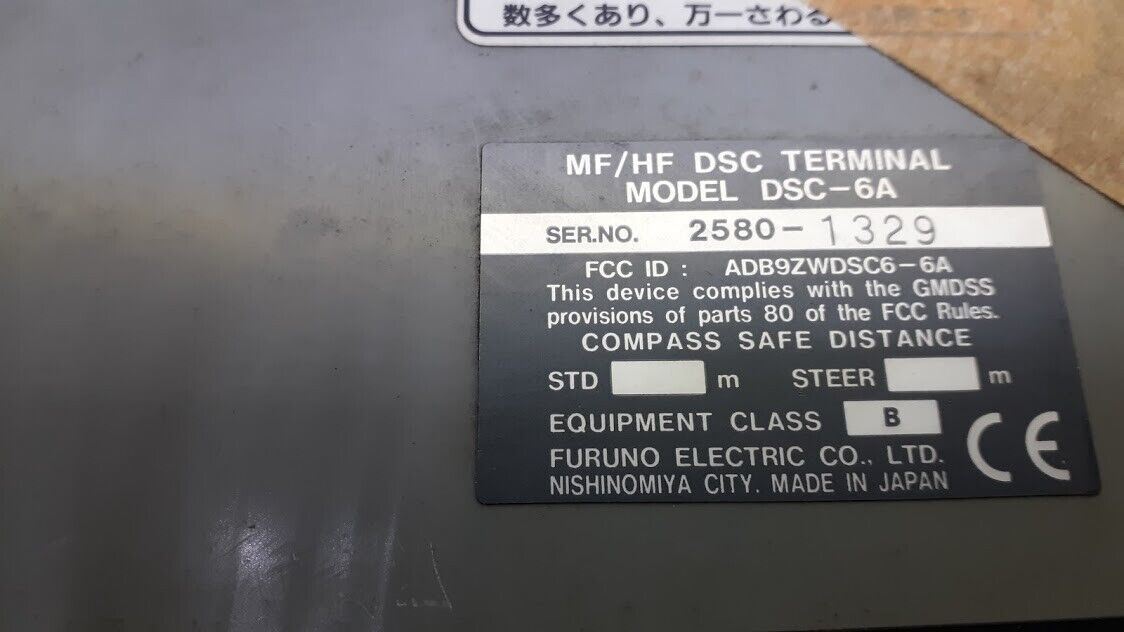 数多くあり、万一さわる
MF/HF DSC TERMINAL
MODEL DSC-6A
SER.NO. 2580-1329
FCC ID : ADB9ZWDSC6-6A
This device complies with the GMDSS
provisions of parts 80 of the FCC Rules.
COMPASS SAFE DISTANCE
STD m STEER m
EQUIPMENT CLASS B
FURUNO ELECTRIC CO., LTD.
NISHINOMIYA CITY. MADE IN JAPAN
CE